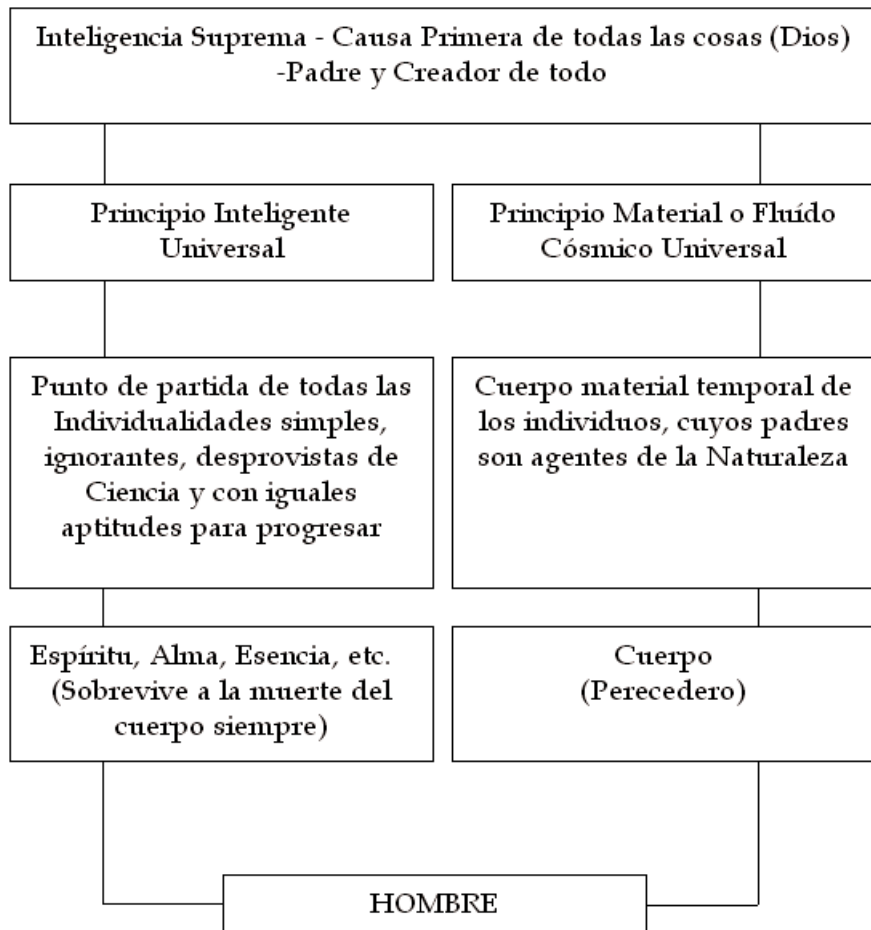 Inteligencia Suprema - Causa Primera de todas las cosas (Dios)
-Padre y Creador de todo
Principio Inteligente
Universal
Principio Material o Fluído
Cósmico Universal
Punto de partida de todas las
Individualidades simples,
ignorantes, desprovistas de
Ciencia y con iguales
aptitudes para progresar
Cuerpo material temporal de
los individuos, cuyos padres
son agentes de la Naturaleza
Espíritu, Alma, Esencia, etc.
(Sobrevive a la muerte del
cuerpo siempre)
Cuerpo
(Perecedero)
HOMBRE